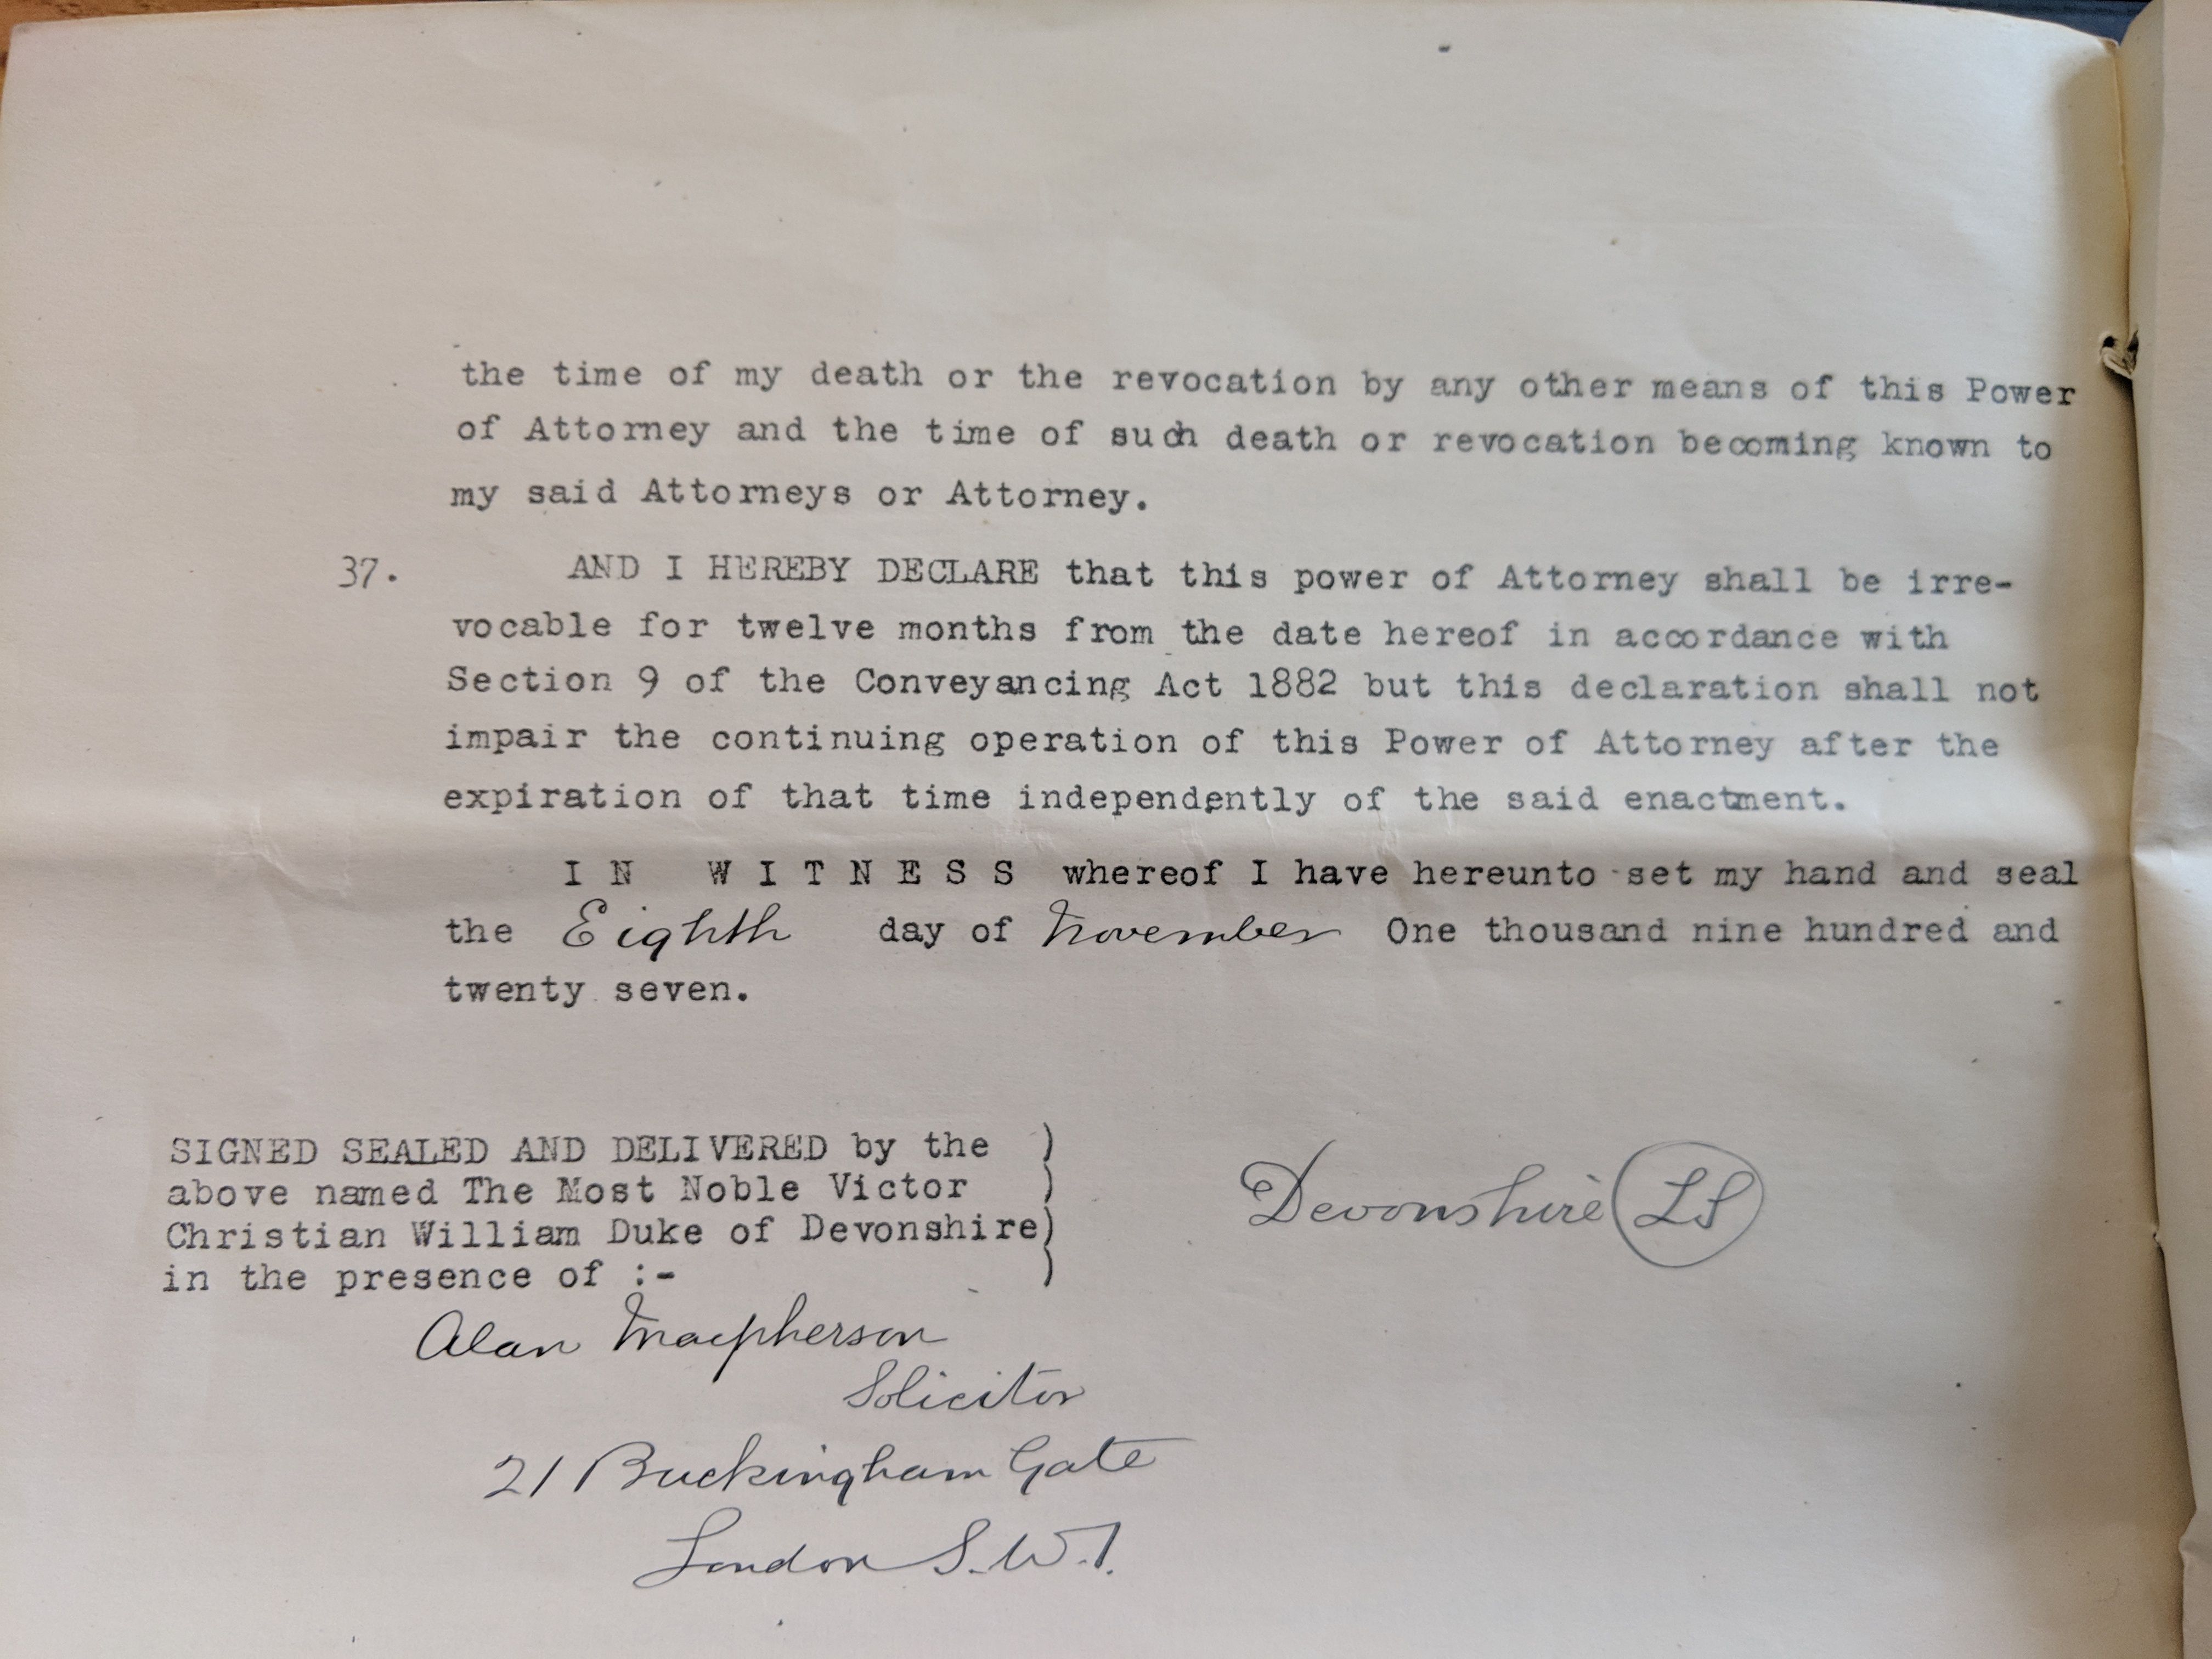 the time of my death or the revocation by any other means of this Power
of Attorney and the time of such death or revocation becoming known to
my said Attorneys or Attorney.
37. AND I HEREBY DECLARE that this power of Attorney shall be irre-
vocable for twelve months from the date hereof in accordance with
Section 9 of the Conveyancing Act 1882 but this declaration shall not
impair the continuing operation of this Power of Attorney after the
expiration of that time independently of the said enactment.
I N W I T N E S S whereof I have hereunto set my hand and seal
the Eighth day of November One thousand nine hundred and
twenty seven.
SIGNED SEALED AND DELIVERED by the )
above named The Most Noble Victor )
Christian William Duke of Devonshire)
in the presence of :- )
Devonshire LS
Alan Macpherson
Solicitor
21 Buckingham Gate
London S.W.1.